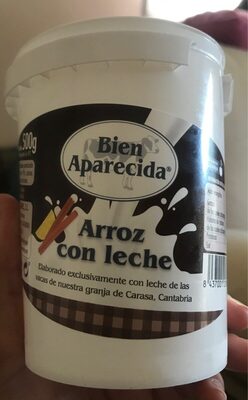 500g
Bien
Aparecida®
Arroz
con leche
Elaborado exclusivamente con leche de las
vacas de nuestra granja de Carasa, Cantabria